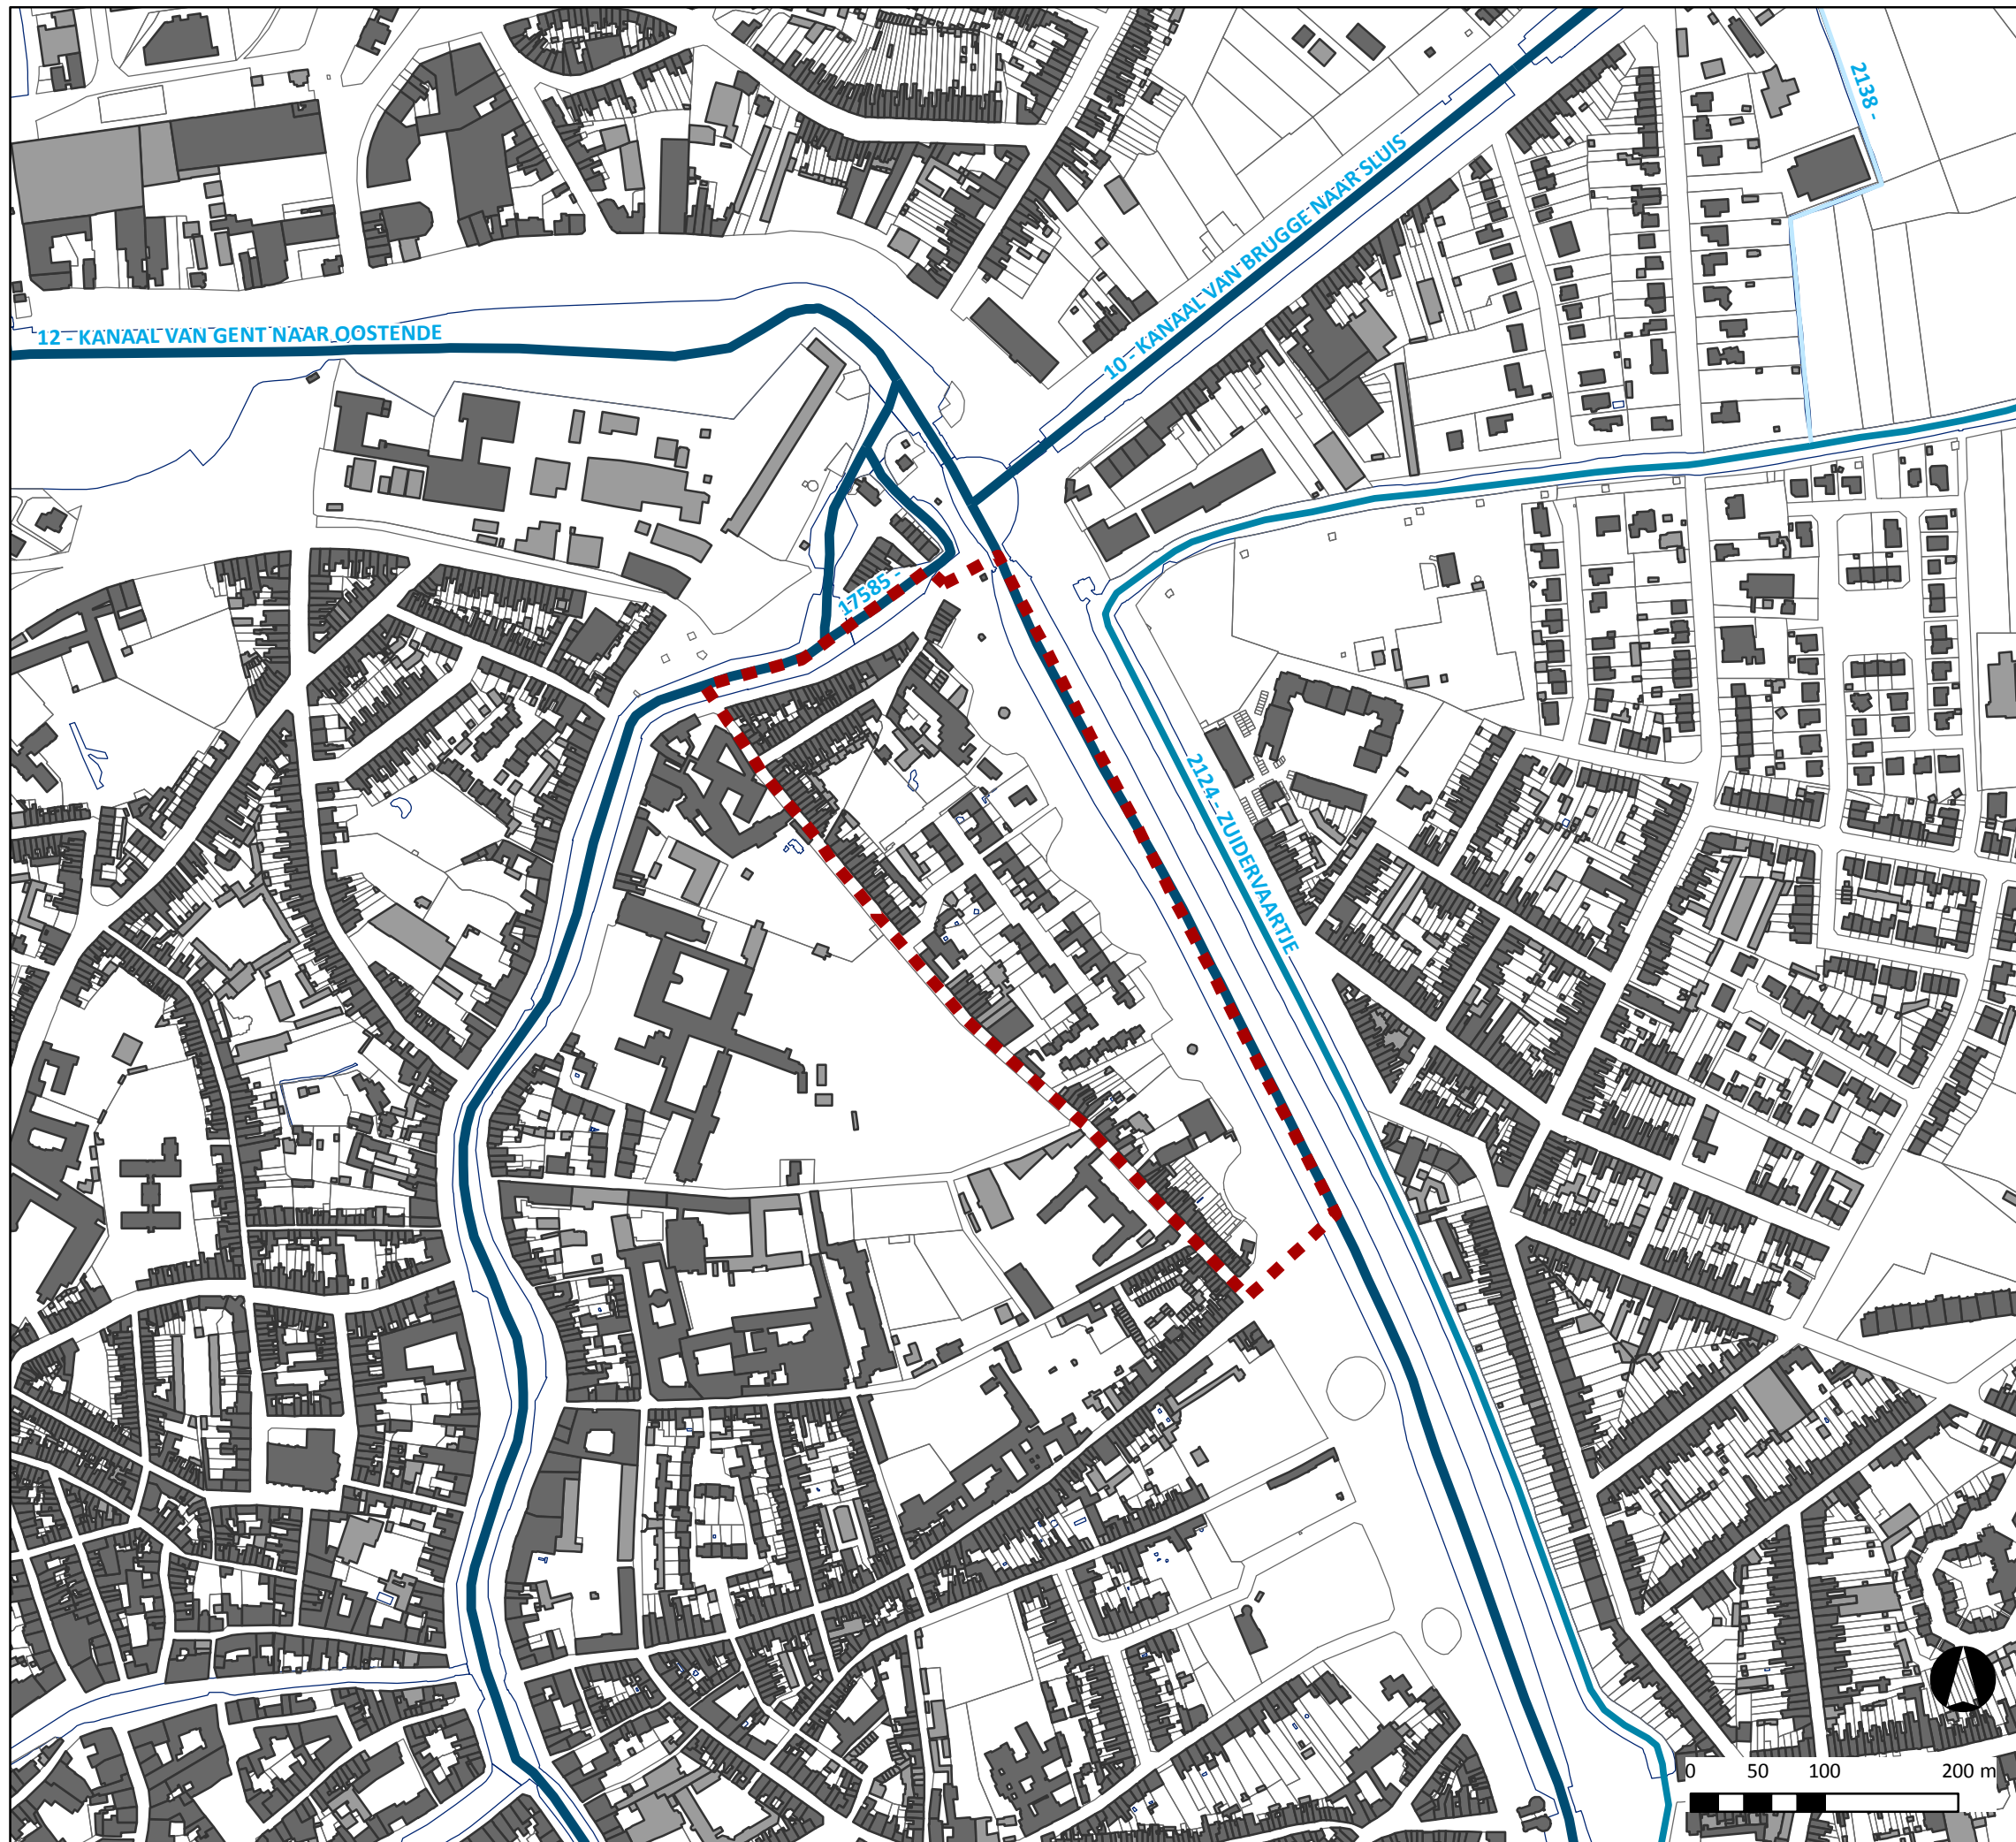 2138 -
10 - KANAAL VAN BRUGGE NAAR SLUIS
12 - KANAAL VAN GENT NAAR OOSTENDE
17585 -
2124 - ZUIDERVAARTJE
0 50 100 200 m